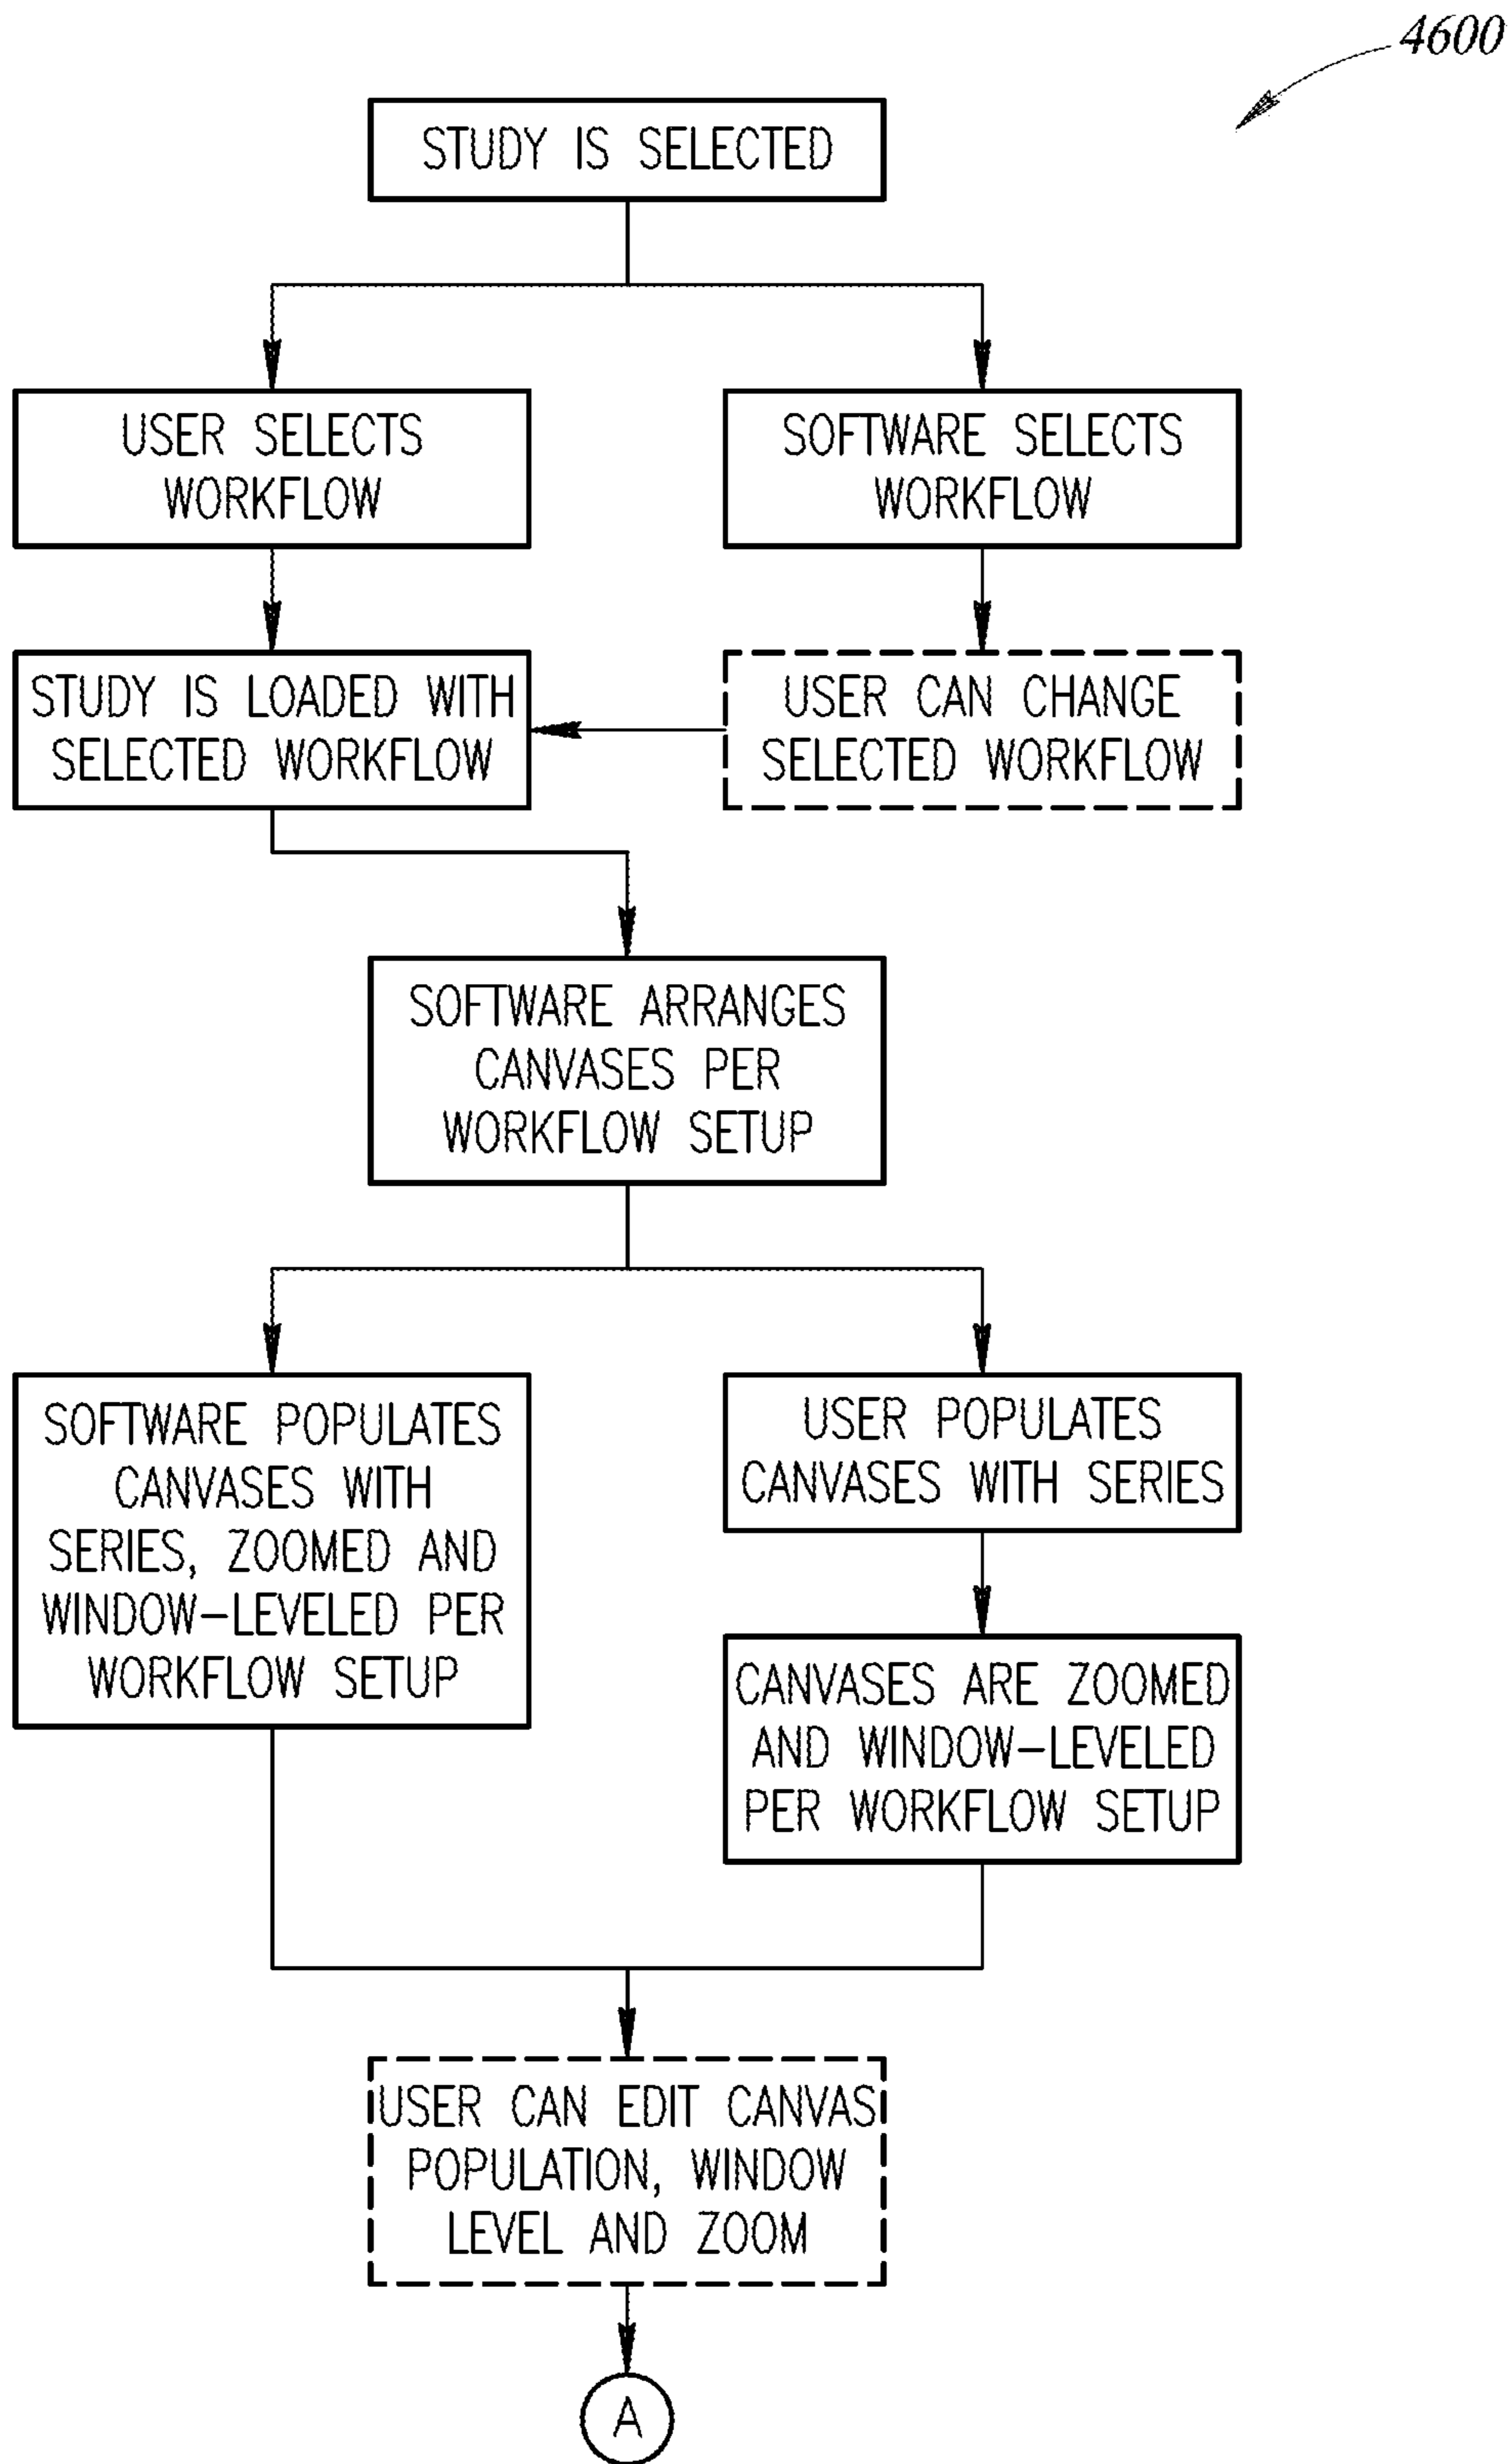 4600
STUDY IS SELECTED
USER SELECTS
WORKFLOW
SOFTWARE SELECTS
WORKFLOW
STUDY IS LOADED WITH
SELECTED WORKFLOW
USER CAN CHANGE
SELECTED WORKFLOW
SOFTWARE ARRANGES
CANVASES PER
WORKFLOW SETUP
SOFTWARE POPULATES
CANVASES WITH
SERIES, ZOOMED AND
WINDOW-LEVELED PER
WORKFLOW SETUP
USER POPULATES
CANVASES WITH SERIES
CANVASES ARE ZOOMED
AND WINDOW-LEVELED
PER WORKFLOW SETUP
USER CAN EDIT CANVAS
POPULATION, WINDOW
LEVEL AND ZOOM
A